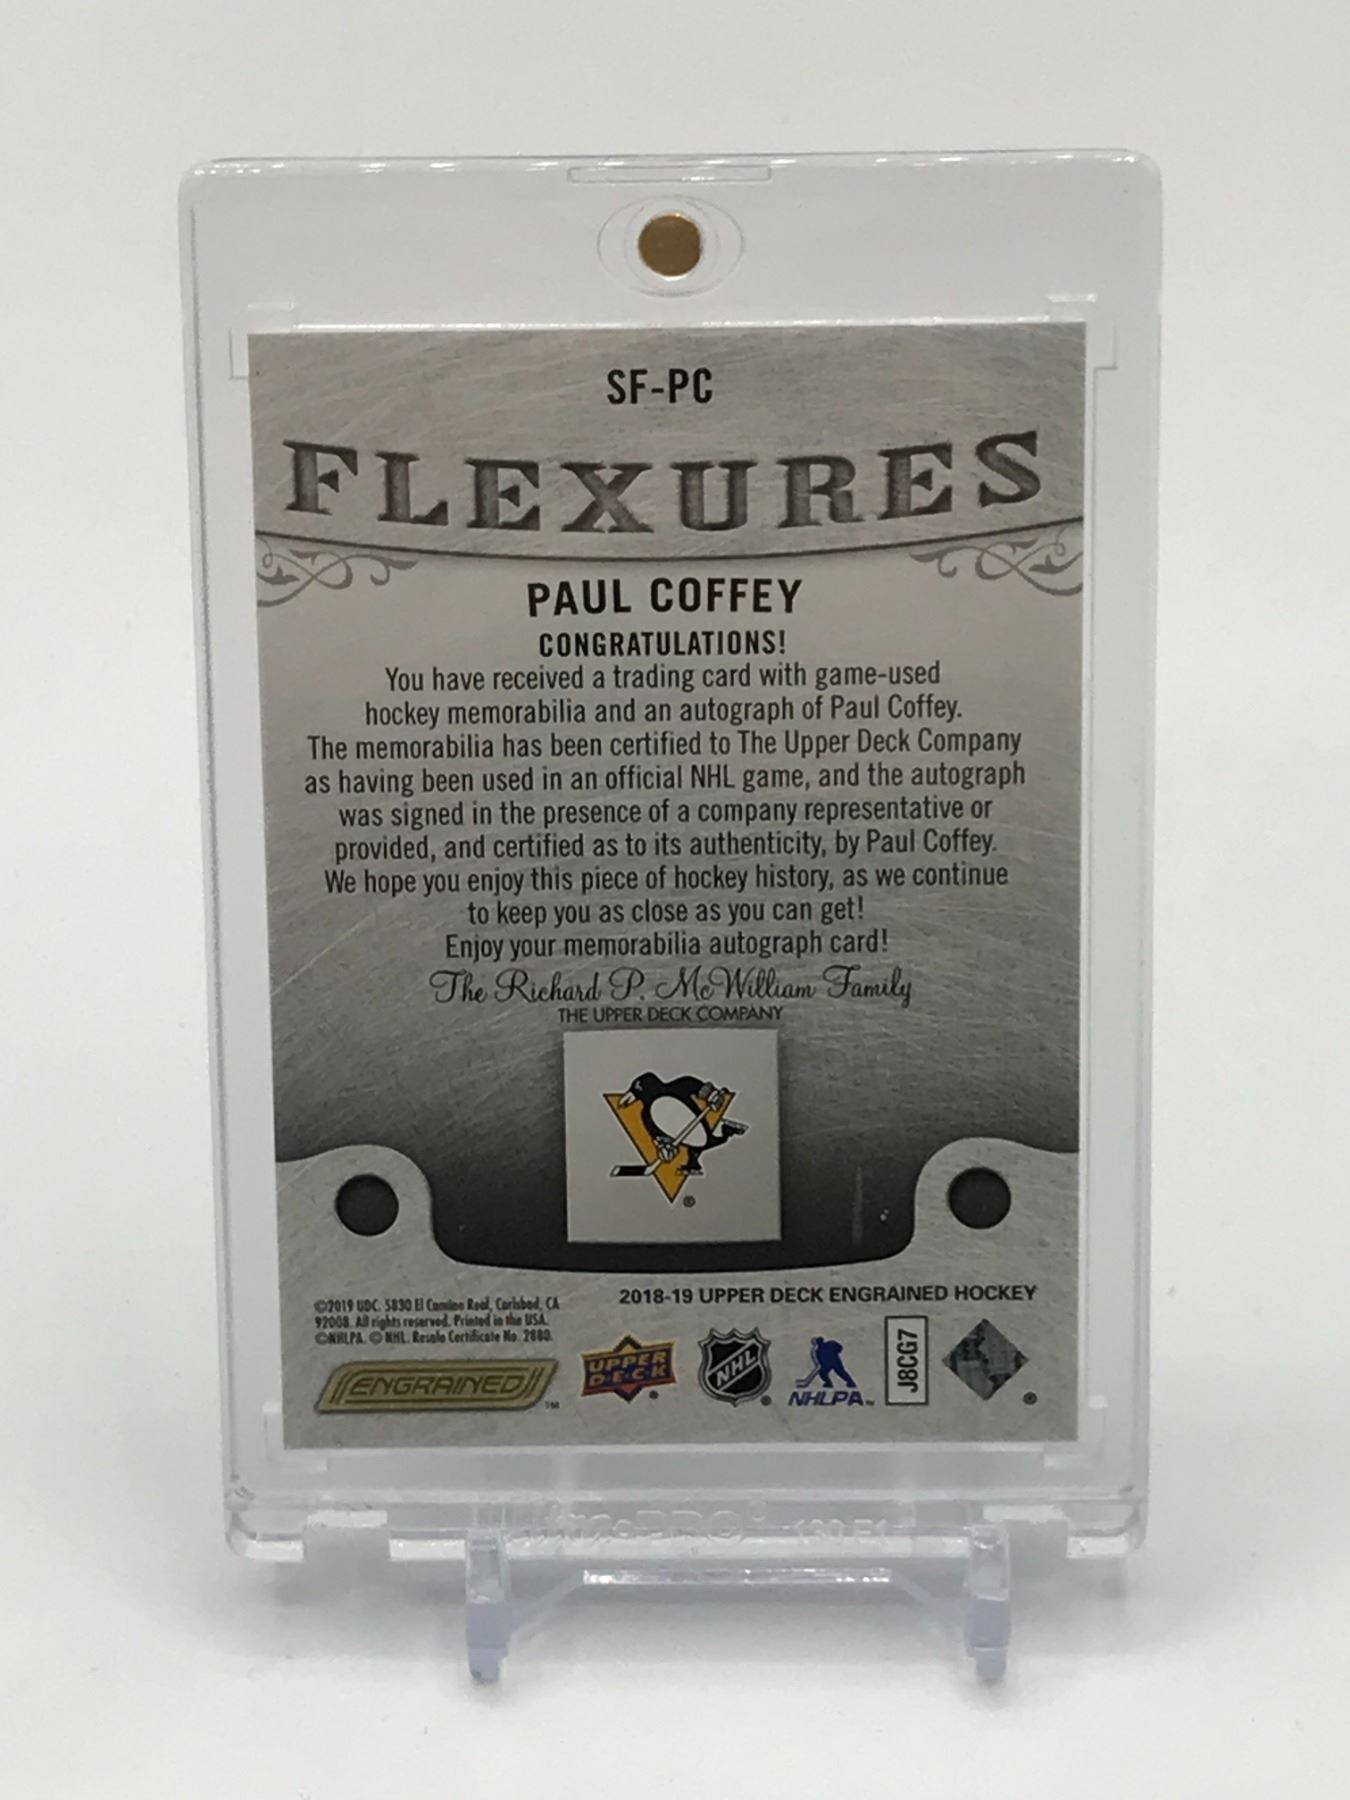 SF-PC
FLEXURES
PAUL COFFEY
CONGRATULATIONS!
You have received a trading card with game-used
hockey memorabilia and an autograph of Paul Coffey.
The memorabilia has been certified to The Upper Deck Company
as having been used in an official NHL game, and the autograph
was signed in the presence of a company representative or
provided, and certified as to its authenticity, by Paul Coffey.
We hope you enjoy this piece of hockey history, as we continue
to keep you as close as you can get!
Enjoy your memorabilia autograph card!
The Richard P. McWilliam Family
THE UPPER DECK COMPANY
®
2018-19 UPPER DECK ENGRAINED HOCKEY
©2019 UDC. 5830 El Camino Real, Carlsbad, CA
92008. All rights reserved. Printed in the USA.
©NHLPA. © NHL. Resale Certificate No. 2880.
ENGRAINED TM
UPPER DECK ®
NHL ®
NHLPA TM
J8CG7
®